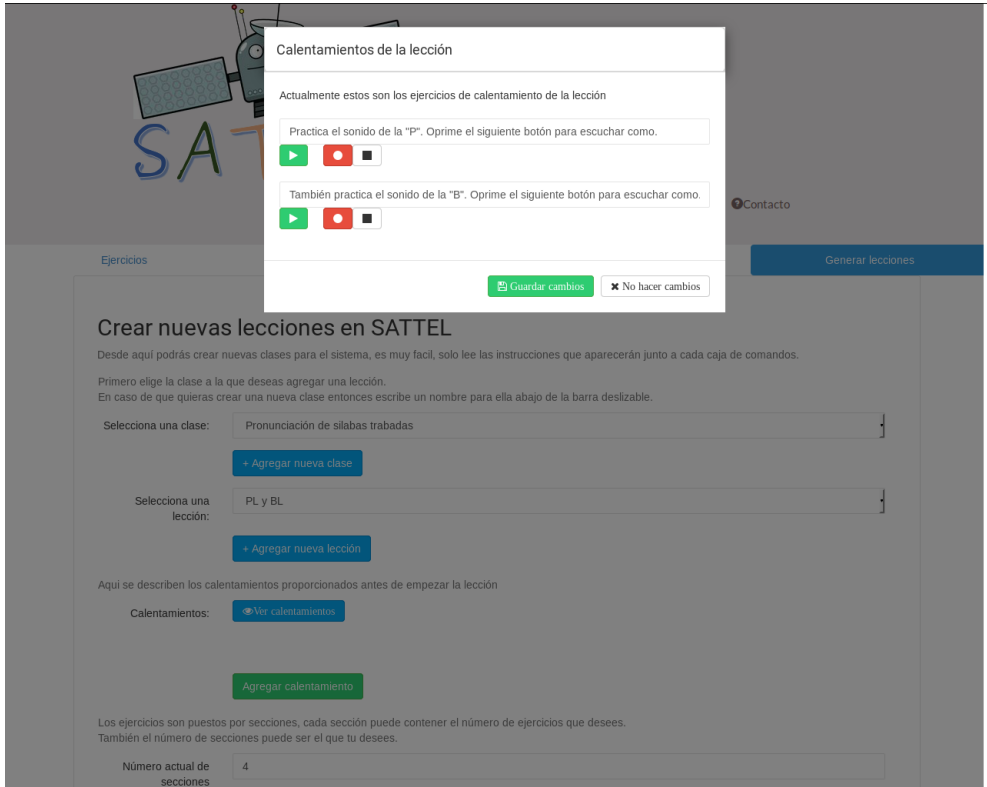 SAT
Calentamientos de la lección
Actualmente estos son los ejercicios de calentamiento de la lección
Practica el sonido de la "P". Oprime el siguiente botón para escuchar como.
También practica el sonido de la "B". Oprime el siguiente botón para escuchar como.
Guardar cambios
No hacer cambios
Contacto
Ejercicios
Generar lecciones
Crear nuevas lecciones en SATTEL
Desde aquí podrás crear nuevas clases para el sistema, es muy facil, solo lee las instrucciones que aparecerán junto a cada caja de comandos.
Primero elige la clase a la que deseas agregar una lección.
En caso de que quieras crear una nueva clase entonces escribe un nombre para ella abajo de la barra deslizable.
Selecciona una clase:
Pronunciación de silabas trabadas
+ Agregar nueva clase
Selecciona una
lección:
PL y BL
+ Agregar nueva lección
Aqui se describen los calentamientos proporcionados antes de empezar la lección
Calentamientos:
Ver calentamientos
Agregar calentamiento
Los ejercicios son puestos por secciones, cada sección puede contener el número de ejercicios que desees.
También el número de secciones puede ser el que tu desees.
Número actual de
secciones
4